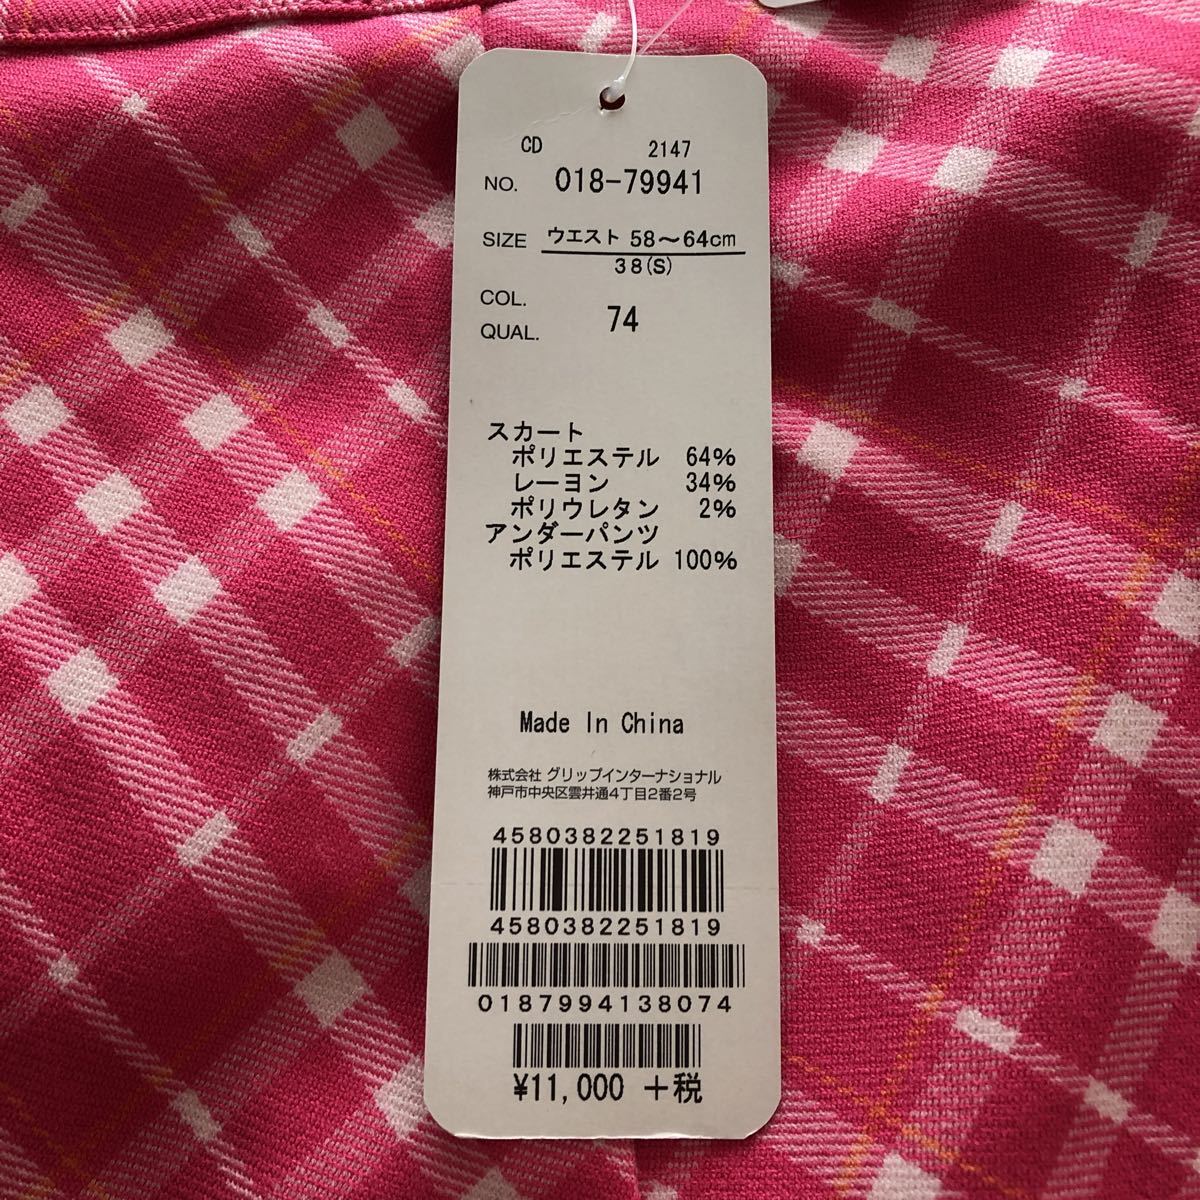 CD 2147
NO. 018-79941
SIZE ウエスト 58～64cm
38(S)
COL.
QUAL. 74
スカート
ポリエステル 64%
レーヨン 34%
ポリウレタン 2%
アンダーパンツ
ポリエステル 100%
Made In China
株式会社 グリップインターナショナル
神戸市中央区雲井通4丁目2番2号
4580382251819
4580382251819
0187994138074
¥11,000 +税